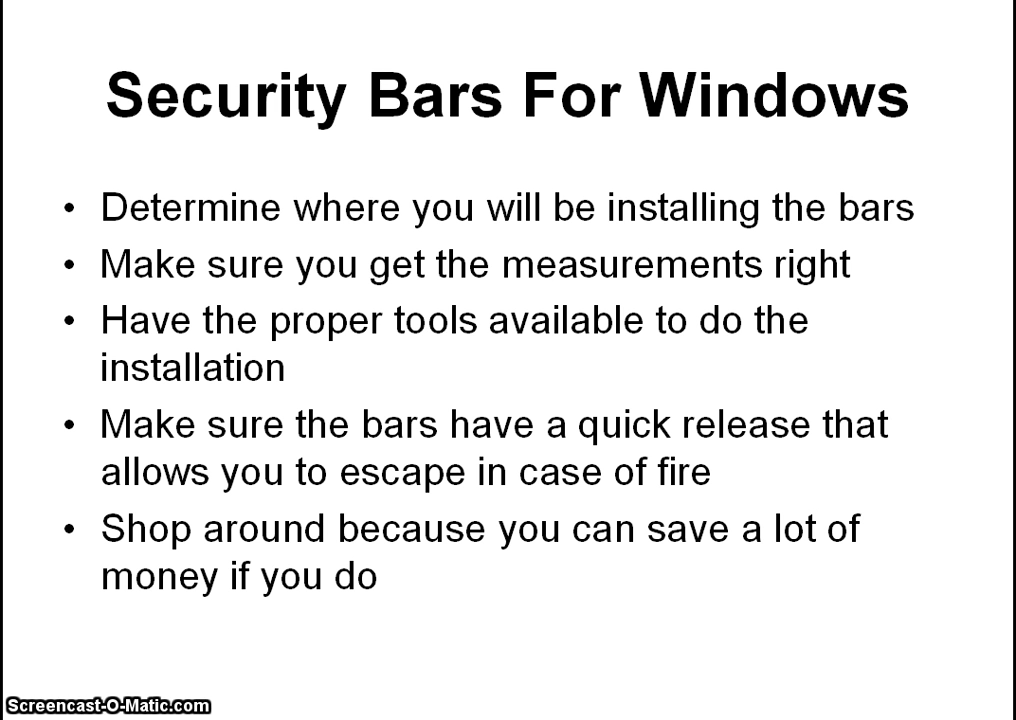 Security Bars For Windows
• Determine where you will be installing the bars
• Make sure you get the measurements right
• Have the proper tools available to do the
installation
• Make sure the bars have a quick release that
allows you to escape in case of fire
• Shop around because you can save a lot of
money if you do
Screencast-O-Matic.com